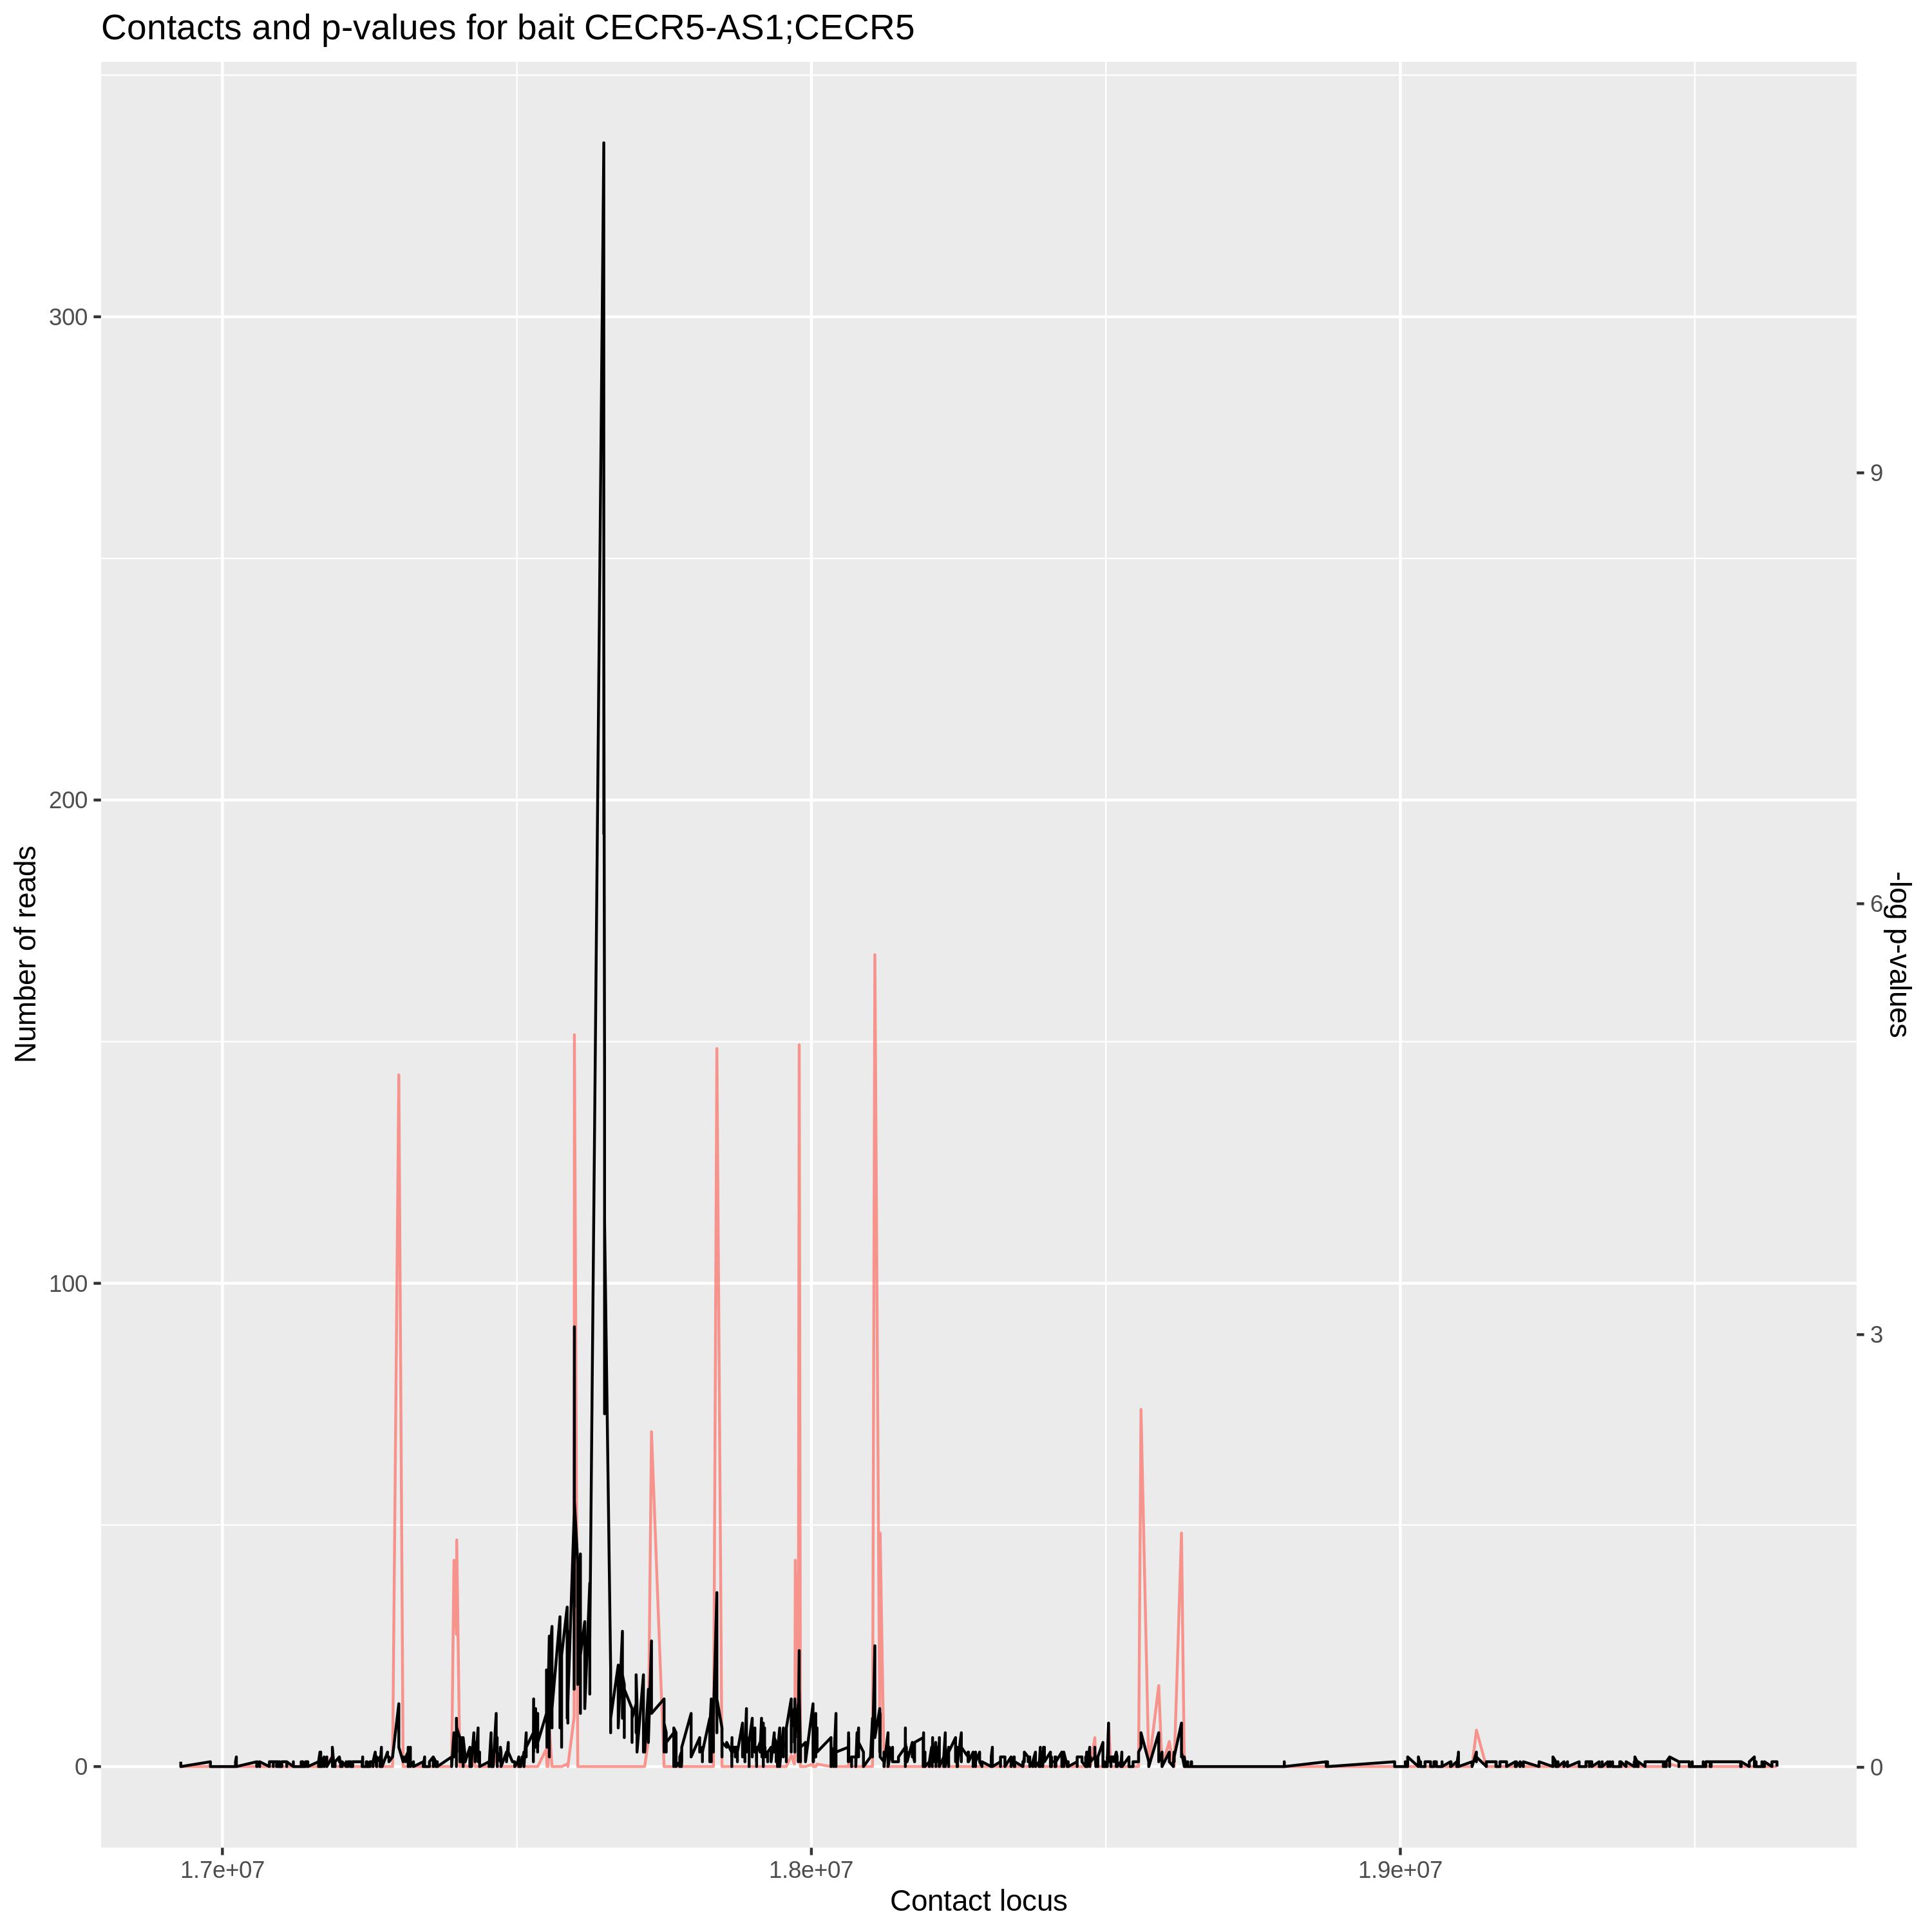 Contacts and p-values for bait CECR5-AS1;CECR5
Number of reads
300
200
100
0
9
6
3
0
-log p-values
1.7e+07 1.8e+07 1.9e+07
Contact locus